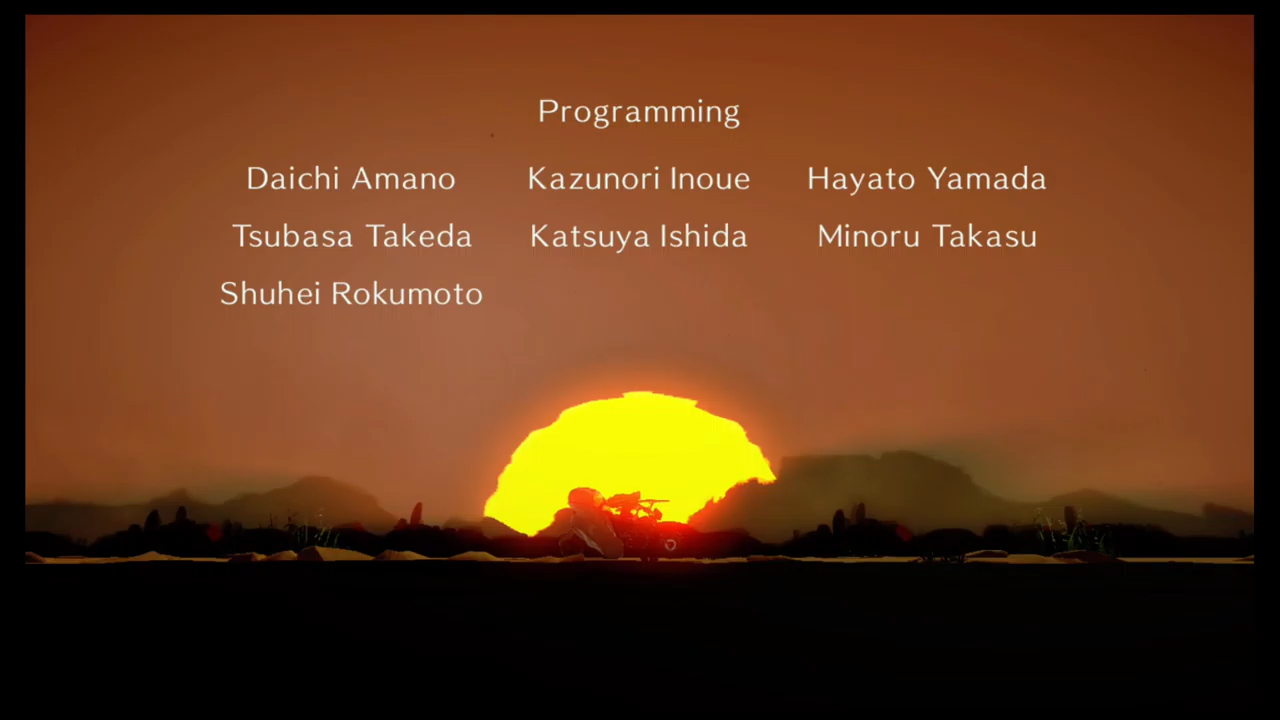 Programming
Daichi Amano Kazunori Inoue Hayato Yamada
Tsubasa Takeda Katsuya Ishida Minoru Takasu
Shuhei Rokumoto